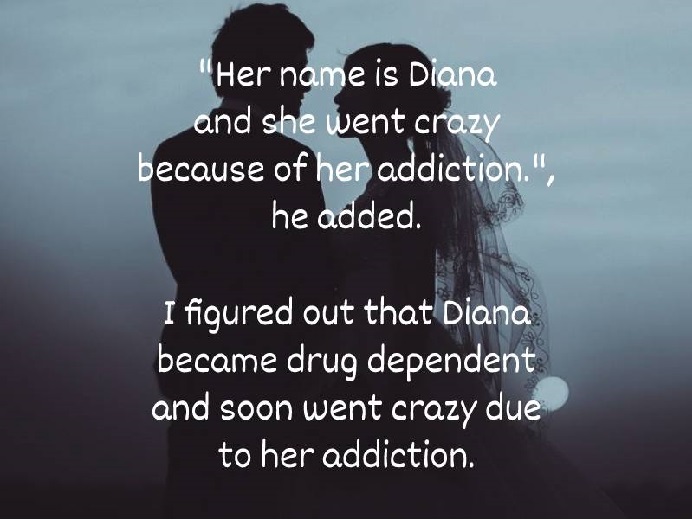 "Her name is Diana
and she went crazy
because of her addiction.",
he added.
I figured out that Diana
became drug dependent
and soon went crazy due
to her addiction.